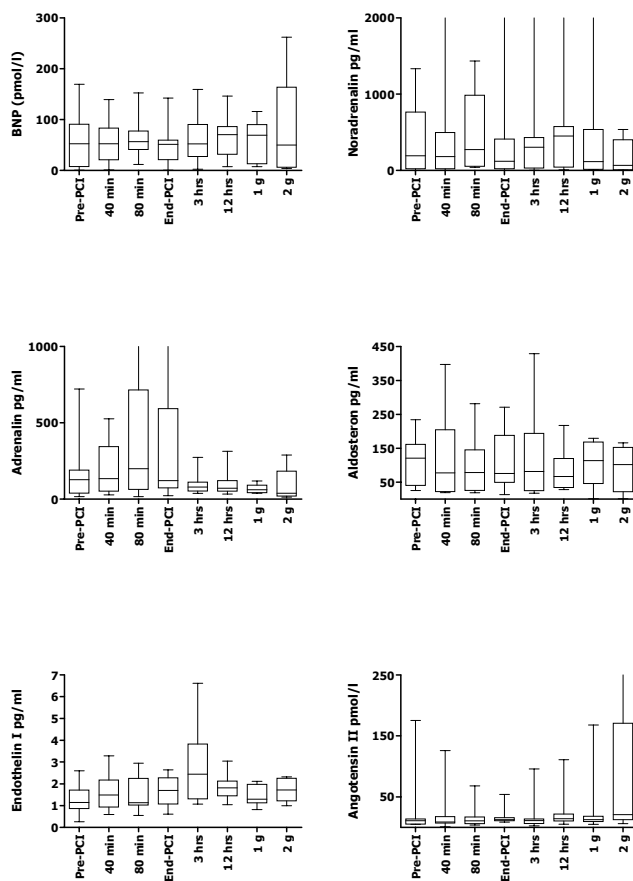 BNP (pmol/l)
300
200
100
0
Pre-PCI
40 min
80 min
End-PCI
3 hrs
12 hrs
1 g
2 g
Noradrenalin pg/ml
2000
1000
0
Pre-PCI
40 min
80 min
End-PCI
3 hrs
12 hrs
1 g
2 g
Adrenalin pg/ml
1000
500
0
Pre-PCI
40 min
80 min
End-PCI
3 hrs
12 hrs
1 g
2 g
Aldosteron pg/ml
450
350
250
150
50
Pre-PCI
40 min
80 min
End-PCI
3 hrs
12 hrs
1 g
2 g
Endothelin I pg/ml
7
6
5
4
3
2
1
0
Pre-PCI
40 min
80 min
End-PCI
3 hrs
12 hrs
1 g
2 g
Angotensin II pmol/l
250
150
50
Pre-PCI
40 min
80 min
End-PCI
3 hrs
12 hrs
1 g
2 g